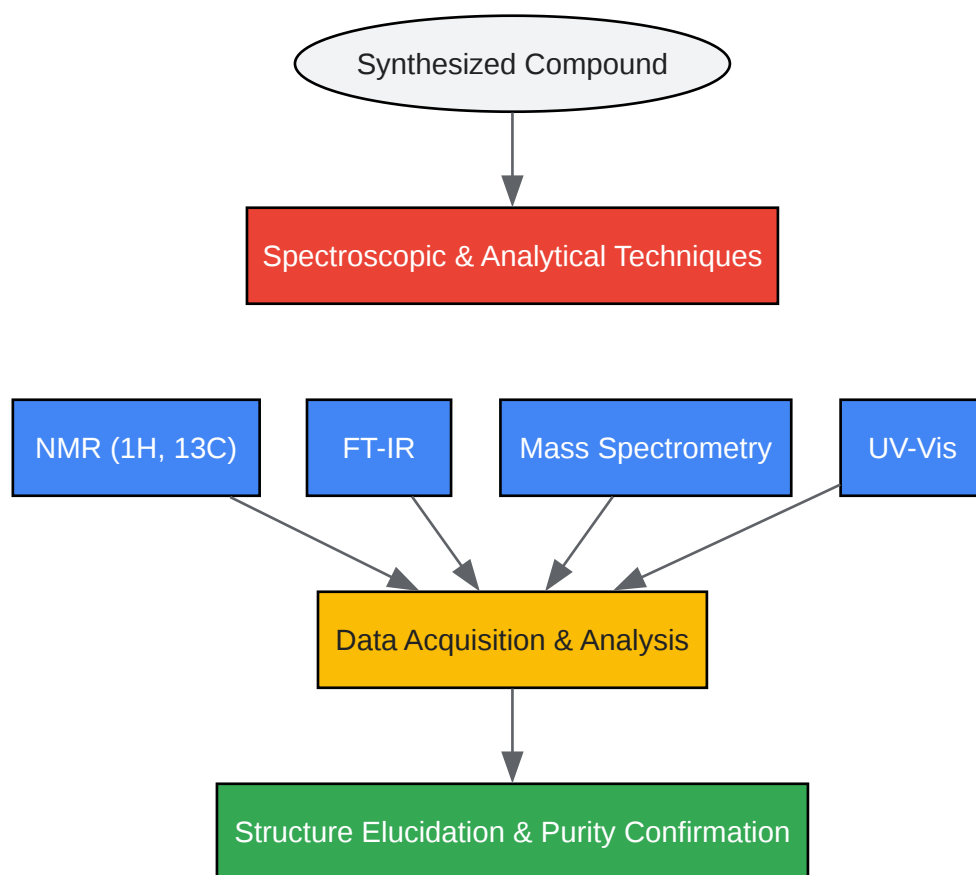 Synthesized Compound
Spectroscopic & Analytical Techniques
NMR (1H, 13C)
FT-IR
Mass Spectrometry
UV-Vis
Data Acquisition & Analysis
Structure Elucidation & Purity Confirmation